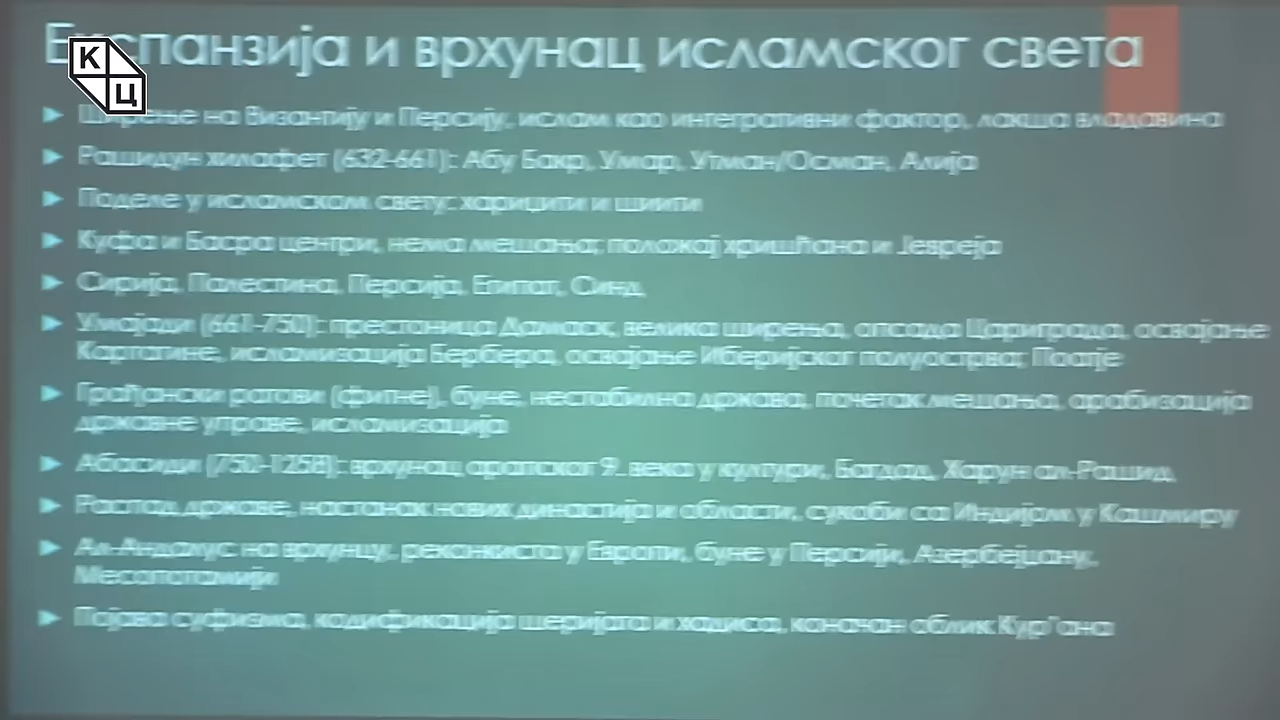 Експанзија и врхунац исламског света
К
Ц
Ширење на Византију и Персију, ислам као интегративни фактор, лакша владавина
Рашидун хилафет (632-661): Абу Бакр, Умар, Утман/Осман, Алија
Поделе у исламском свету: хариџити и шиити
Куфа и Басра центри, нема мешања; положај хришћана и Јевреја
Сирија, Палестина, Персија, Египат, Синд
Умајади (661-750): престоница Дамаск, велика ширења, опсада Цариграда, освајање
Картагине, исламизација Бербера, освајање Иберијског полуострва; Поатје
Грађански ратови (фитне), буне, нестабилна држава, почетак мешања, арабизација
државне управе, исламизација
Абасиди (750-1258): врхунац арапског 9. века у култури, Багдад, Харун ал-Рашид
Распад државе, настанак нових династија и области, сукоби са Индијом у Кашмиру
Ал-Андалус на врхунцу, реконкиста у Европи, буне у Персији, Азербејџану,
Месопотамији
Појава суфизма, кодификација шеријата и хадиса, коначан облик Кур'ана